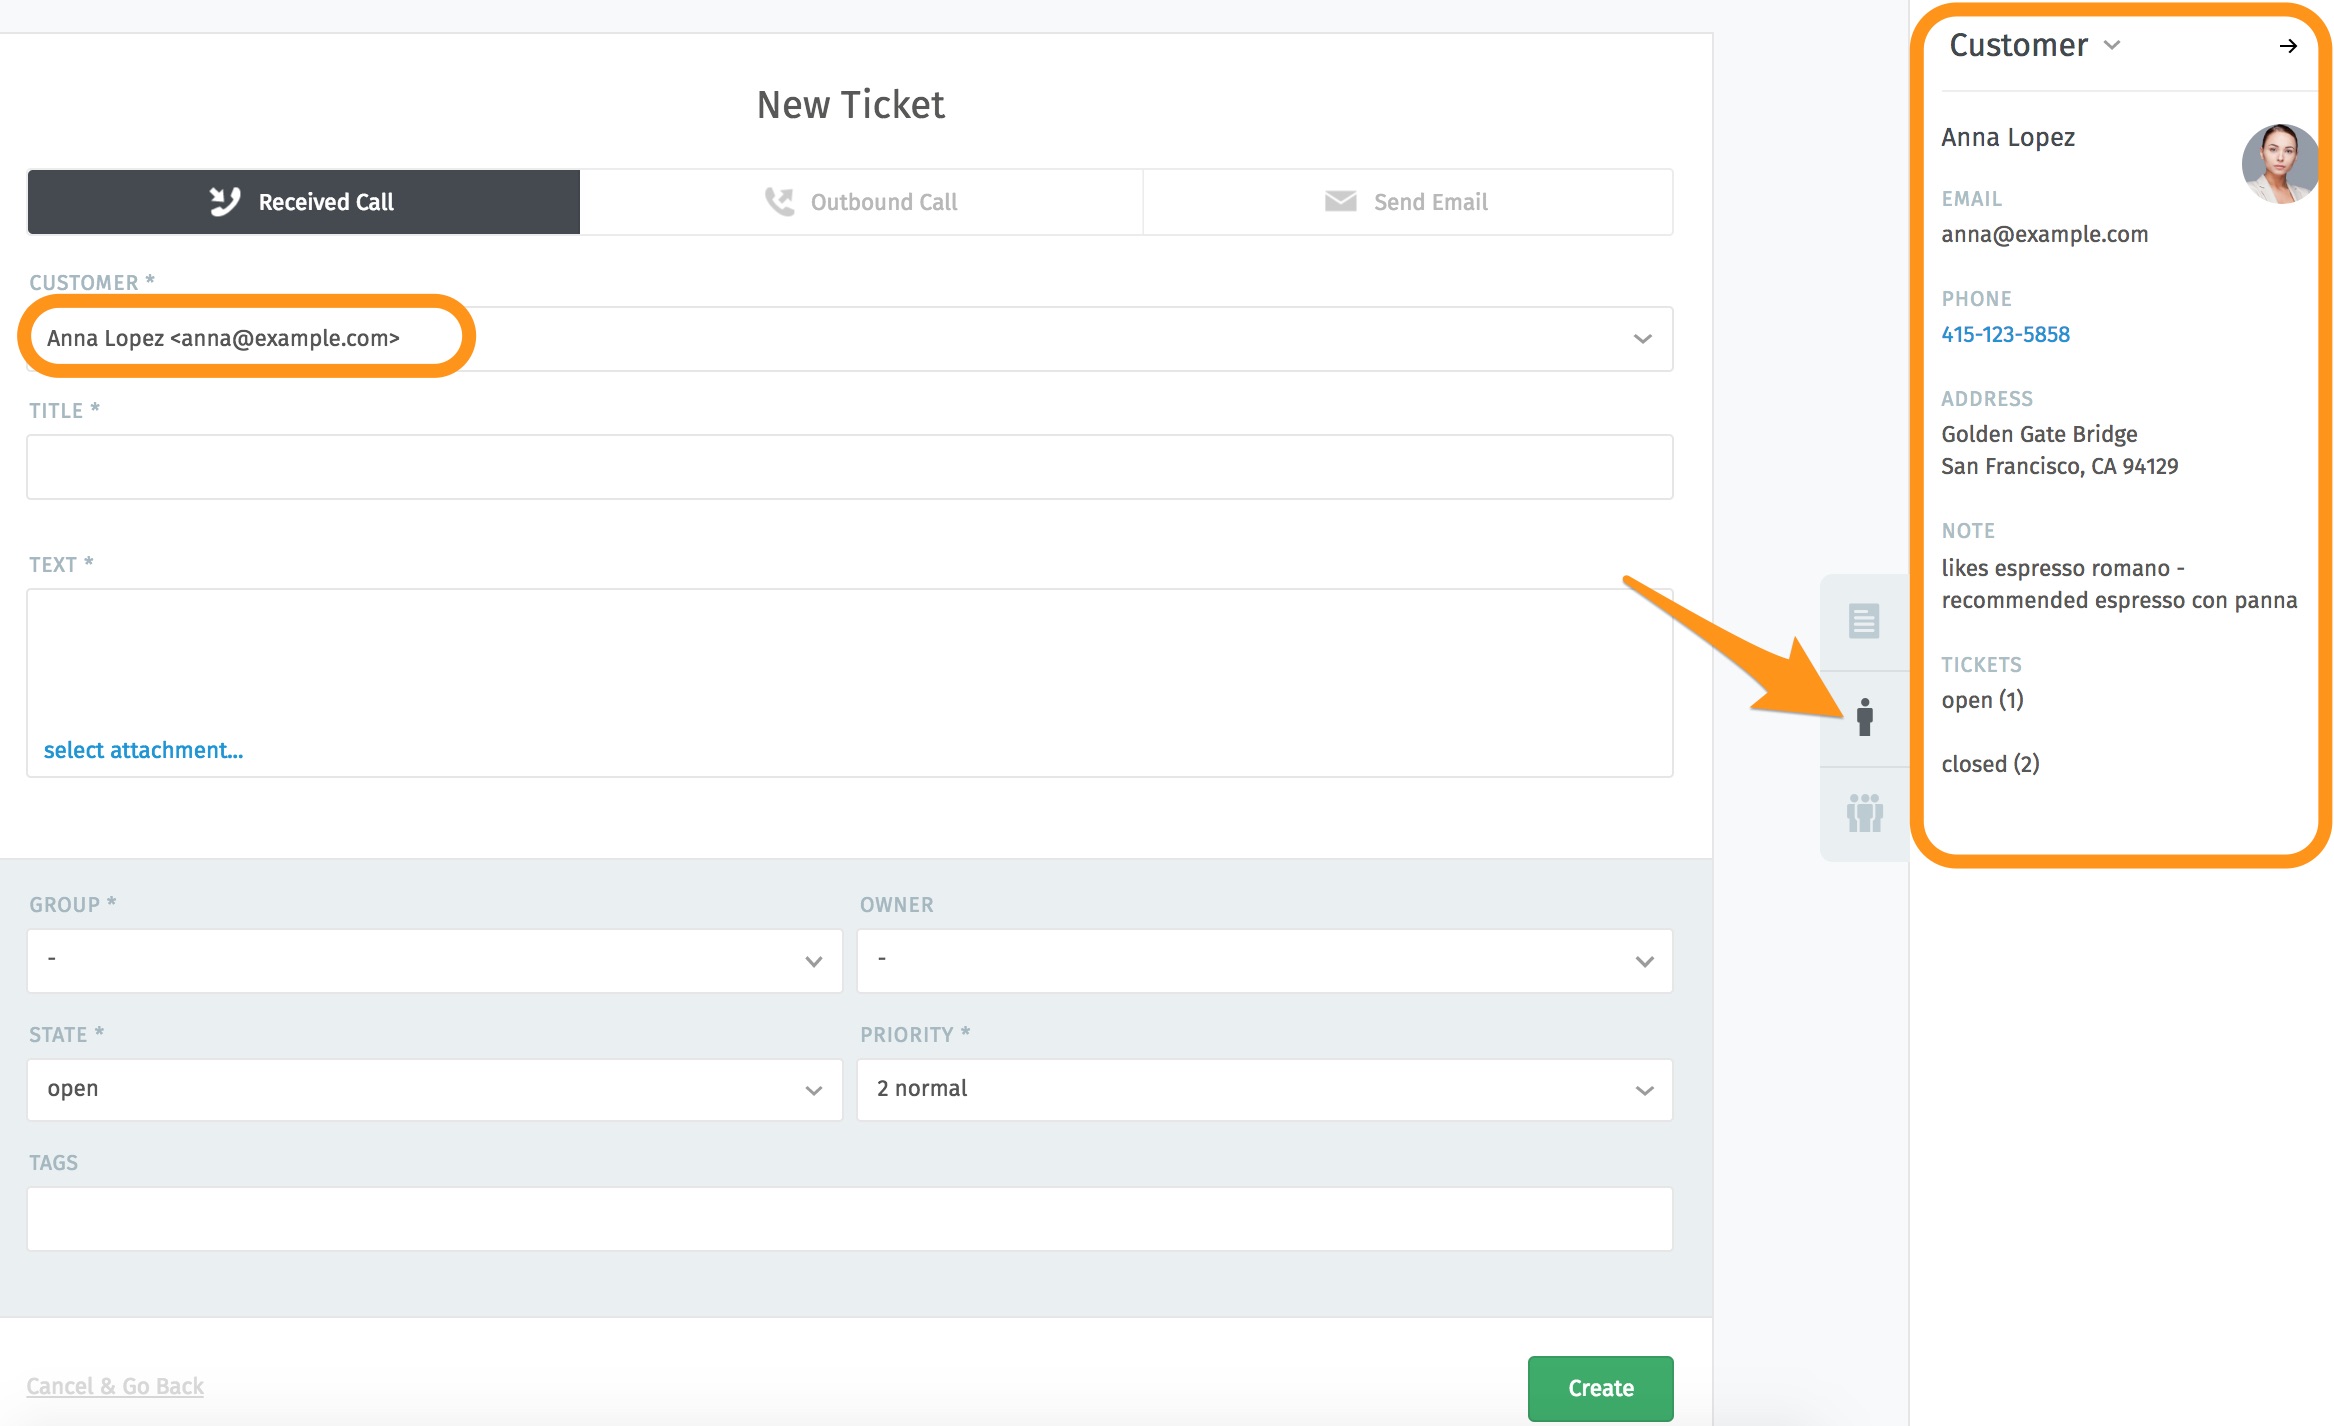 New Ticket
Received Call
Outbound Call
Send Email
CUSTOMER *
Anna Lopez <anna@example.com>
TITLE *
TEXT *
select attachment...
GROUP *
OWNER
-
-
STATE *
PRIORITY *
open
2 normal
TAGS
Cancel & Go Back
Create
Customer
Anna Lopez
EMAIL
anna@example.com
PHONE
415-123-5858
ADDRESS
Golden Gate Bridge
San Francisco, CA 94129
NOTE
likes espresso romano -
recommended espresso con panna
TICKETS
open (1)
closed (2)